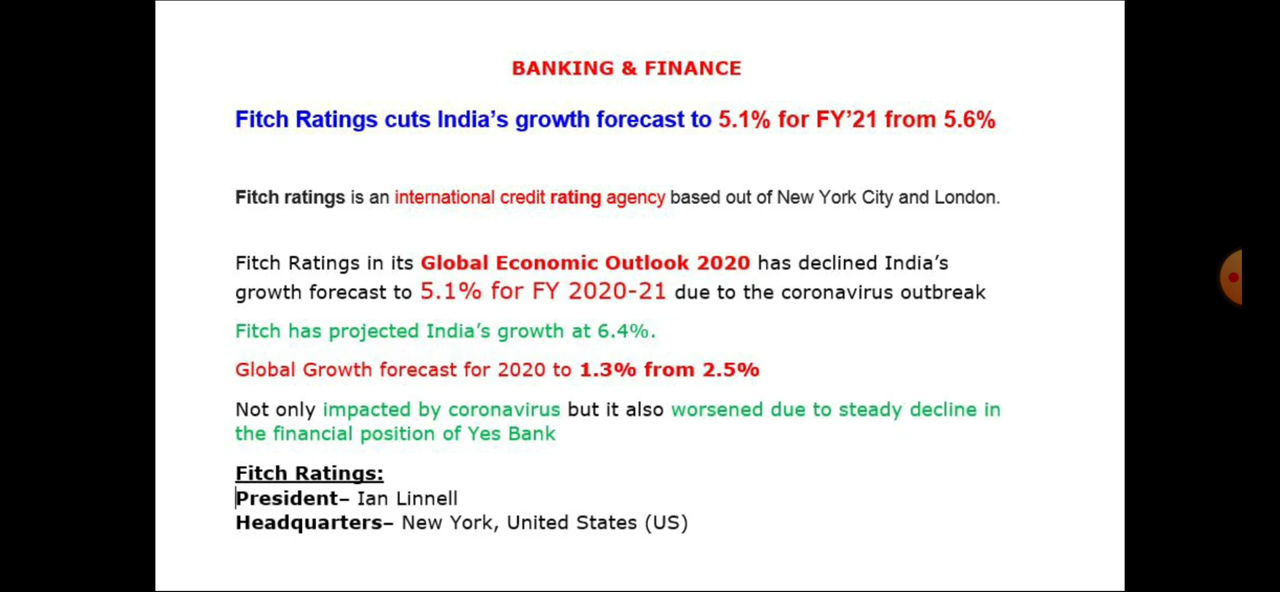 BANKING & FINANCE
Fitch Ratings cuts India’s growth forecast to 5.1% for FY’21 from 5.6%
Fitch ratings is an international credit rating agency based out of New York City and London.
Fitch Ratings in its Global Economic Outlook 2020 has declined India’s
growth forecast to 5.1% for FY 2020-21 due to the coronavirus outbreak
Fitch has projected India’s growth at 6.4%.
Global Growth forecast for 2020 to 1.3% from 2.5%
Not only impacted by coronavirus but it also worsened due to steady decline in
the financial position of Yes Bank
Fitch Ratings:
President– Ian Linnell
Headquarters– New York, United States (US)